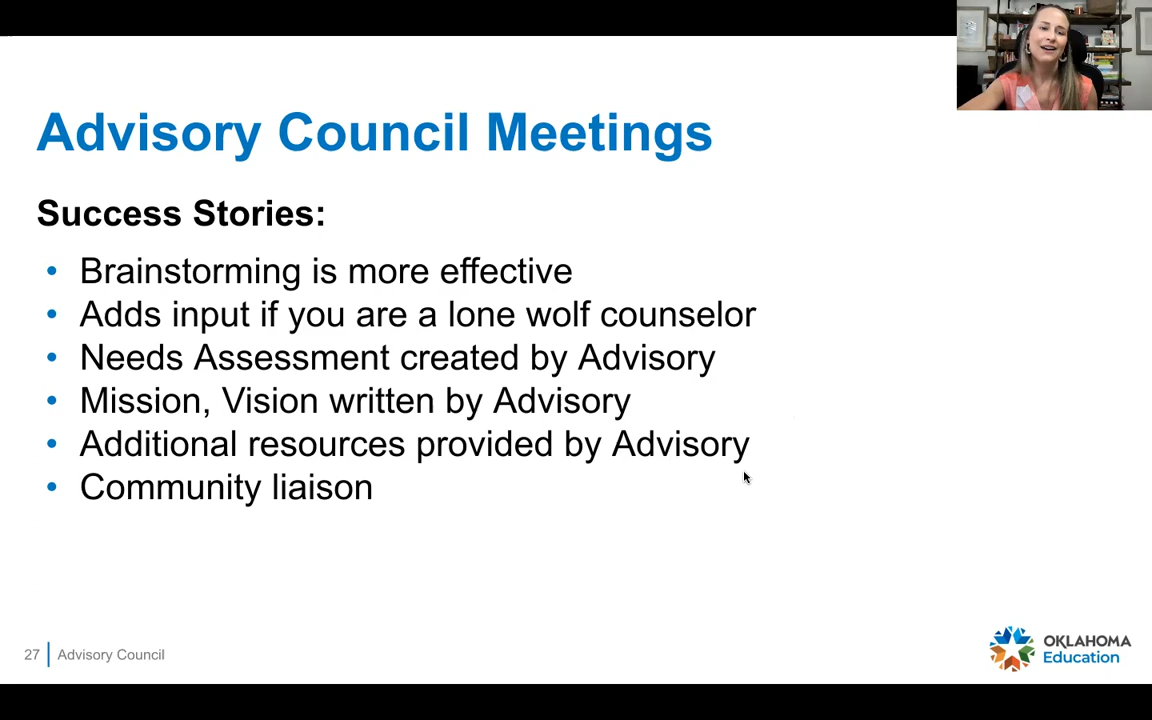 Advisory Council Meetings
Success Stories:
• Brainstorming is more effective
• Adds input if you are a lone wolf counselor
• Needs Assessment created by Advisory
• Mission, Vision written by Advisory
• Additional resources provided by Advisory
• Community liaison
27 Advisory Council
OKLAHOMA
Education